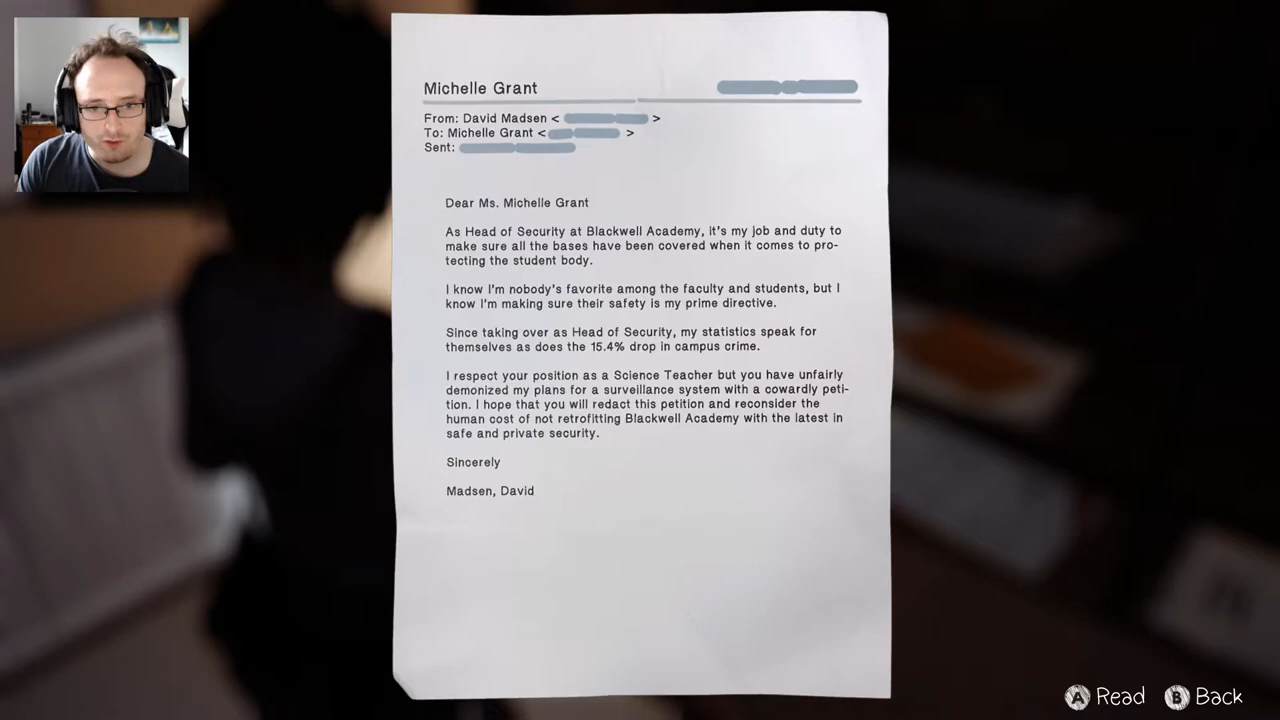 Michelle Grant
From: David Madsen < >
To: Michelle Grant < >
Sent:
Dear Ms. Michelle Grant
As Head of Security at Blackwell Academy, it's my job and duty to
make sure all the bases have been covered when it comes to pro-
tecting the student body.
I know I'm nobody's favorite among the faculty and students, but I
know I'm making sure their safety is my prime directive.
Since taking over as Head of Security, my statistics speak for
themselves as does the 15.4% drop in campus crime.
I respect your position as a Science Teacher but you have unfairly
demonized my plans for a surveillance system with a cowardly peti-
tion. I hope that you will redact this petition and reconsider the
human cost of not retrofitting Blackwell Academy with the latest in
safe and private security.
Sincerely
Madsen, David
A Read B Back